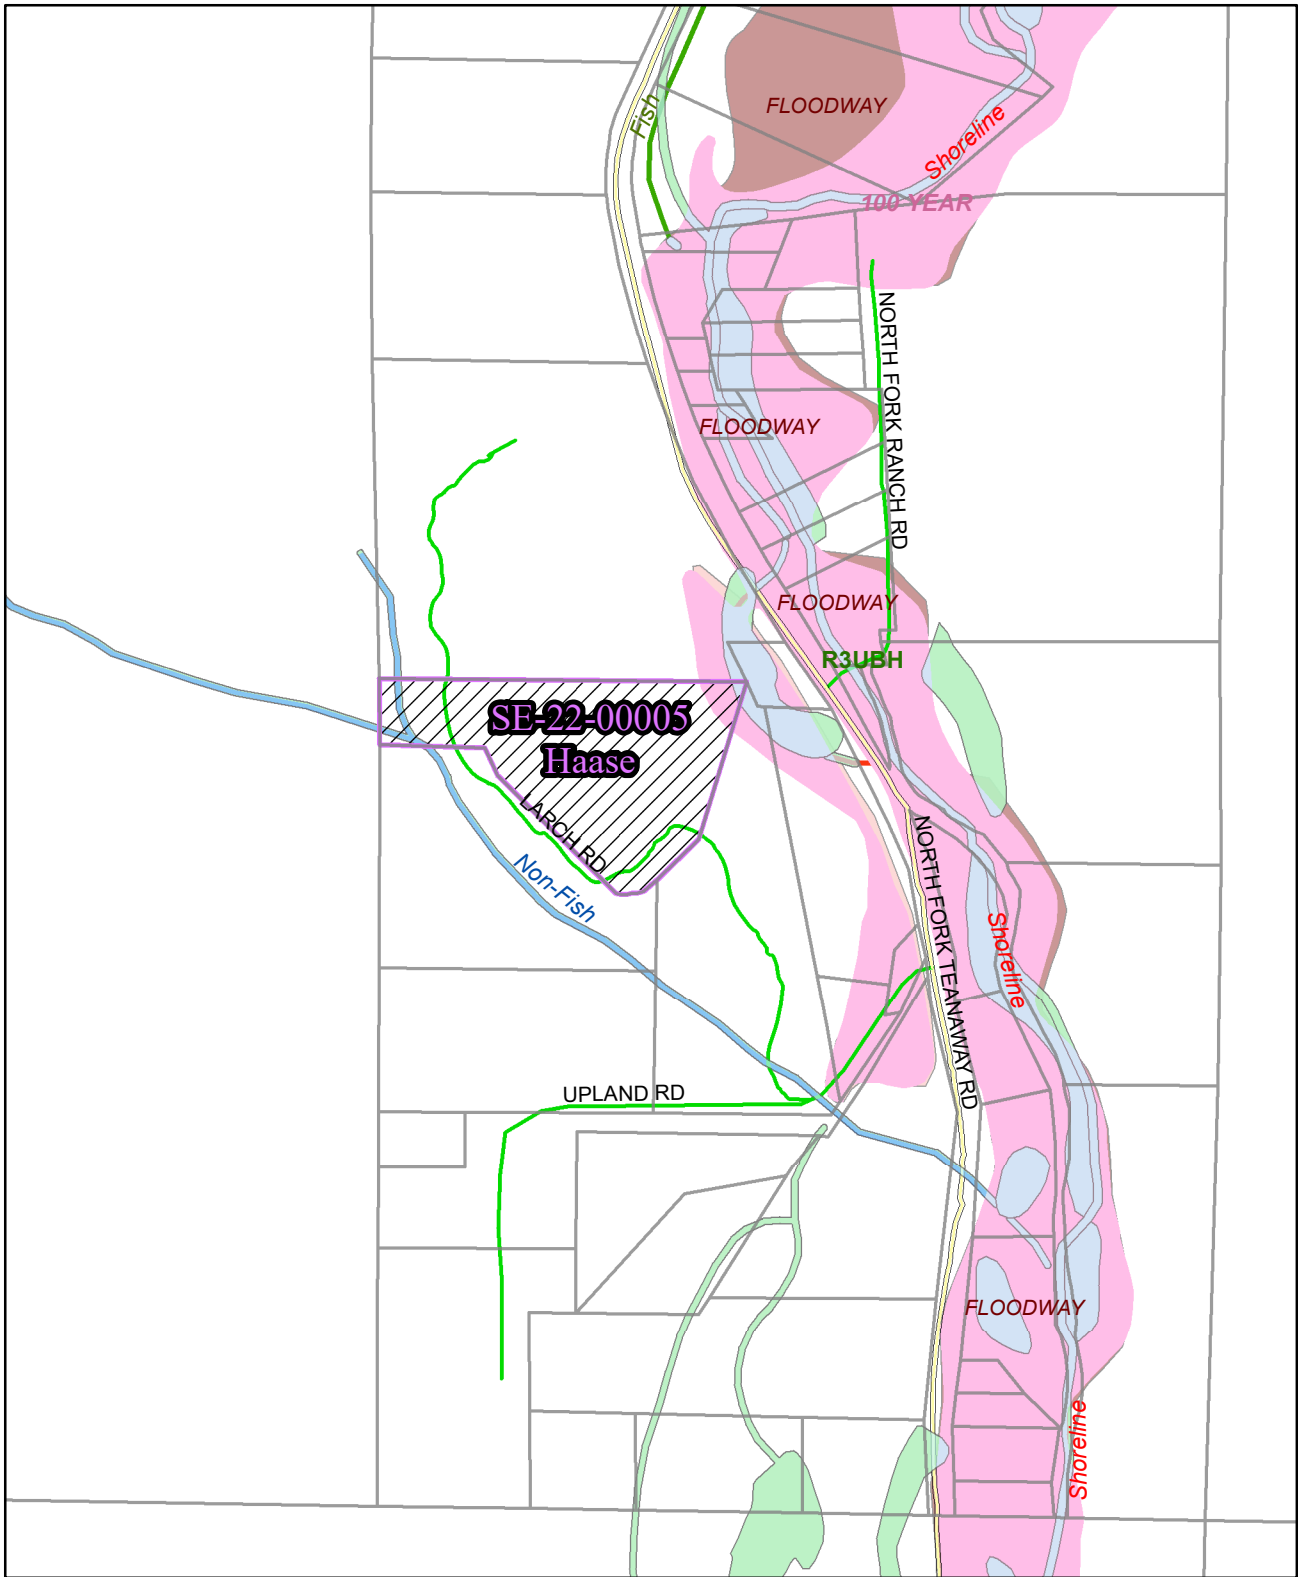 Fish
FLOODWAY
Shoreline
100 YEAR
NORTH FORK RANCH RD
FLOODWAY
FLOODWAY
R3UBH
SE-22-00005
Haase
LARCH RD
Non-Fish
NORTH FORK TEANAWAY RD
Shoreline
UPLAND RD
FLOODWAY
Shoreline